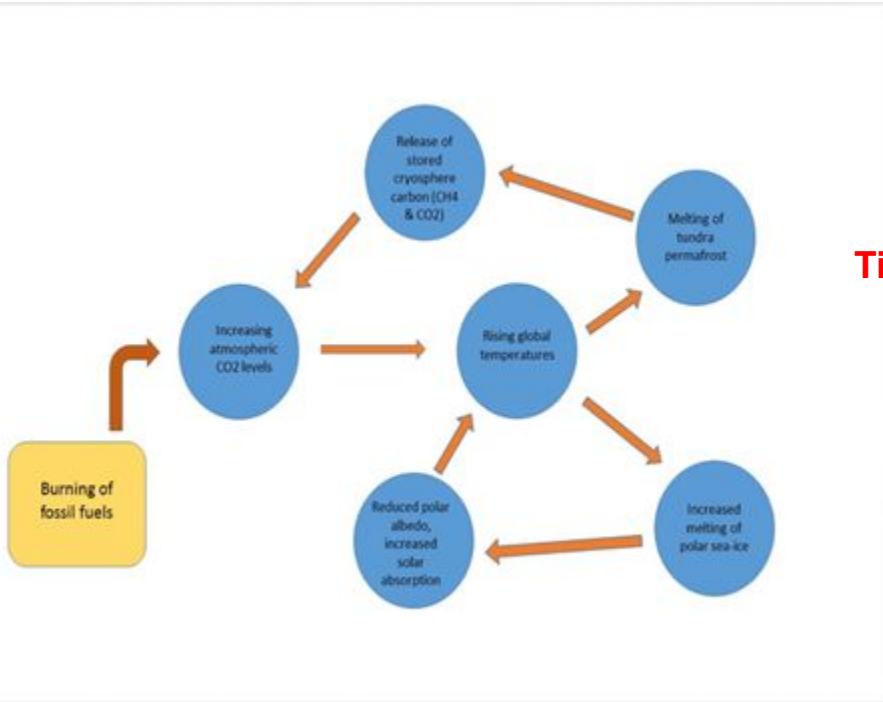 Release of
stored
cryosphere
carbon (CH4
& CO2)
Melting of
tundra
permafrost
Ti
Increasing
atmospheric
CO2 levels
Rising global
temperatures
Burning of
fossil fuels
Reduced polar
albedo,
increased
solar
absorption
Increased
melting of
polar sea-ice